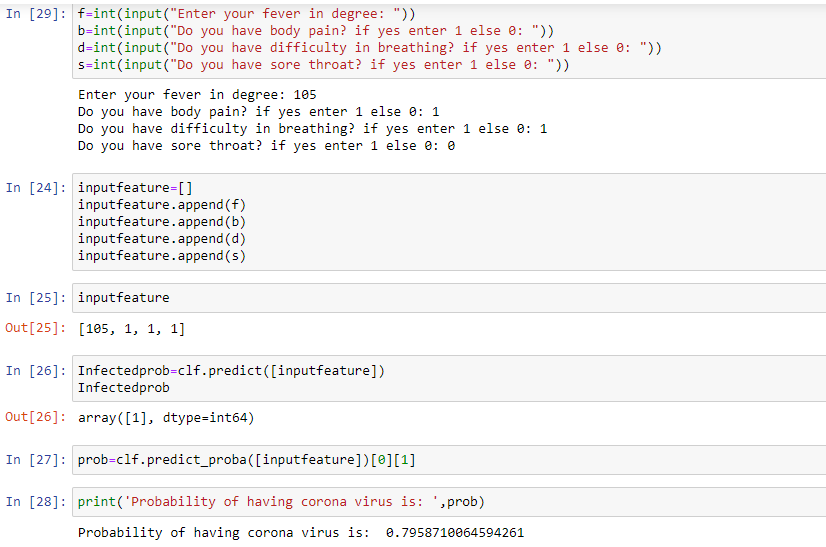 In [29]: f=int(input("Enter your fever in degree: "))
b=int(input("Do you have body pain? if yes enter 1 else 0: "))
d=int(input("Do you have difficulty in breathing? if yes enter 1 else 0: "))
s=int(input("Do you have sore throat? if yes enter 1 else 0: "))
Enter your fever in degree: 105
Do you have body pain? if yes enter 1 else 0: 1
Do you have difficulty in breathing? if yes enter 1 else 0: 1
Do you have sore throat? if yes enter 1 else 0: 0
In [24]: inputfeature=[]
inputfeature.append(f)
inputfeature.append(b)
inputfeature.append(d)
inputfeature.append(s)
In [25]: inputfeature
Out[25]: [105, 1, 1, 1]
In [26]: Infectedprob=clf.predict([inputfeature])
Infectedprob
Out[26]: array([1], dtype=int64)
In [27]: prob=clf.predict_proba([inputfeature])[0][1]
In [28]: print('Probability of having corona virus is: ',prob)
Probability of having corona virus is:  0.7958710064594261